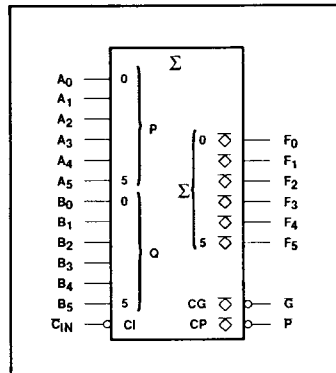 Σ
A0 0
A1
A2
A3
A4
A5 5
P
B0 0
B1
B2
B3
B4
B5 5
Q
C̅IN CI
Σ
0 F0
F1
F2
F3
F4
5 F5
CG G̅
CP P̅